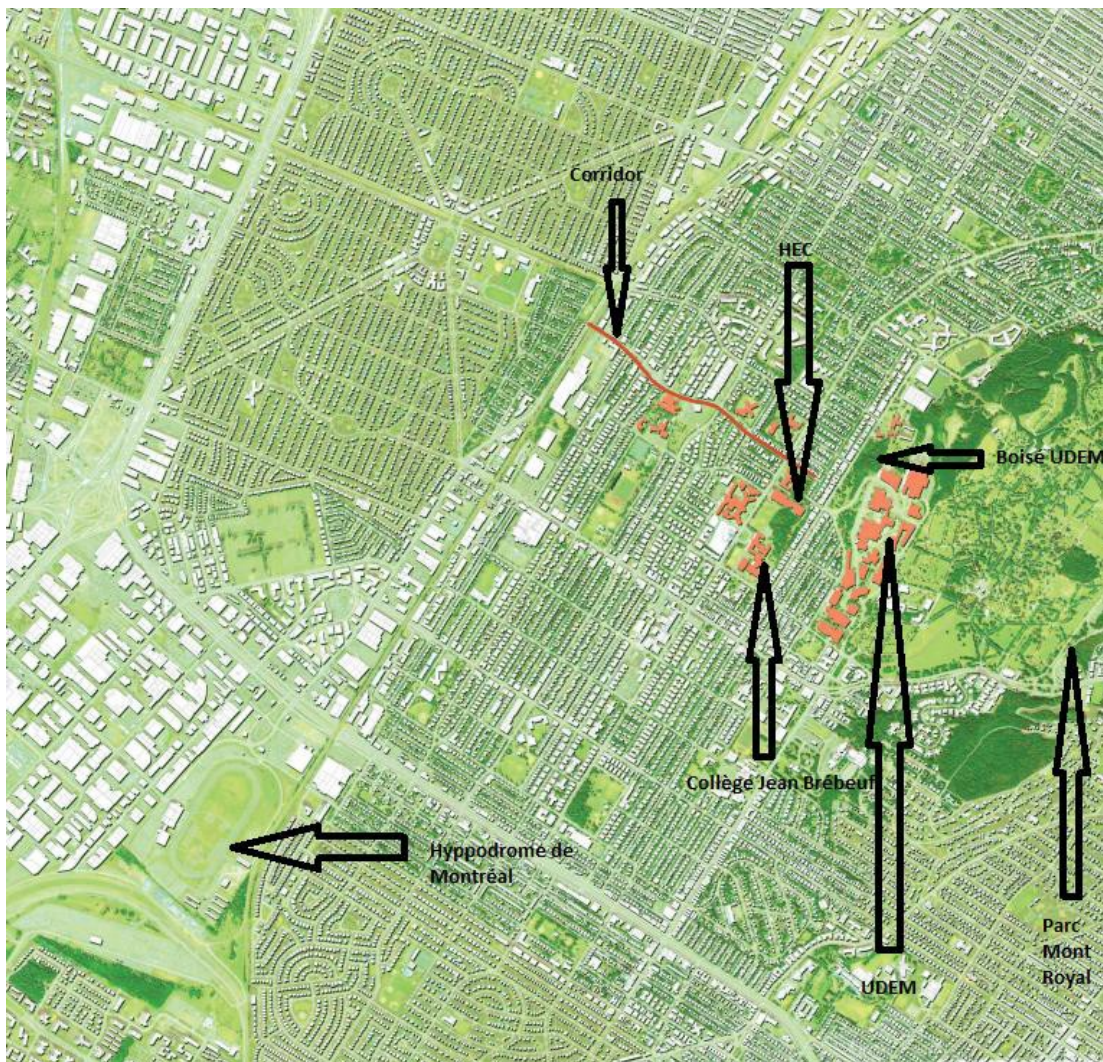 Corridor
HEC
Boisé UDEM
Collège Jean Brébeuf
Hyppodrome de
Montréal
Parc
Mont
Royal
UDEM